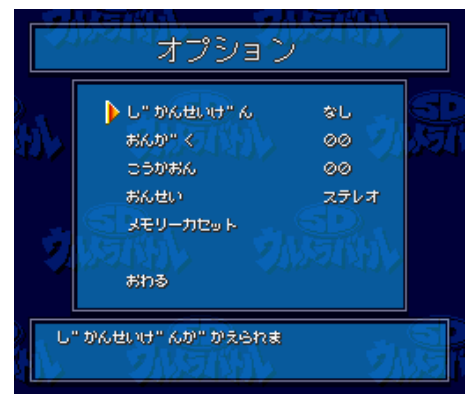 オプション
じかんせいげん なし
おんがく 00
こうかおん 00
おんせい ステレオ
メモリーカセット
おわる
じかんせいげんが かえられま